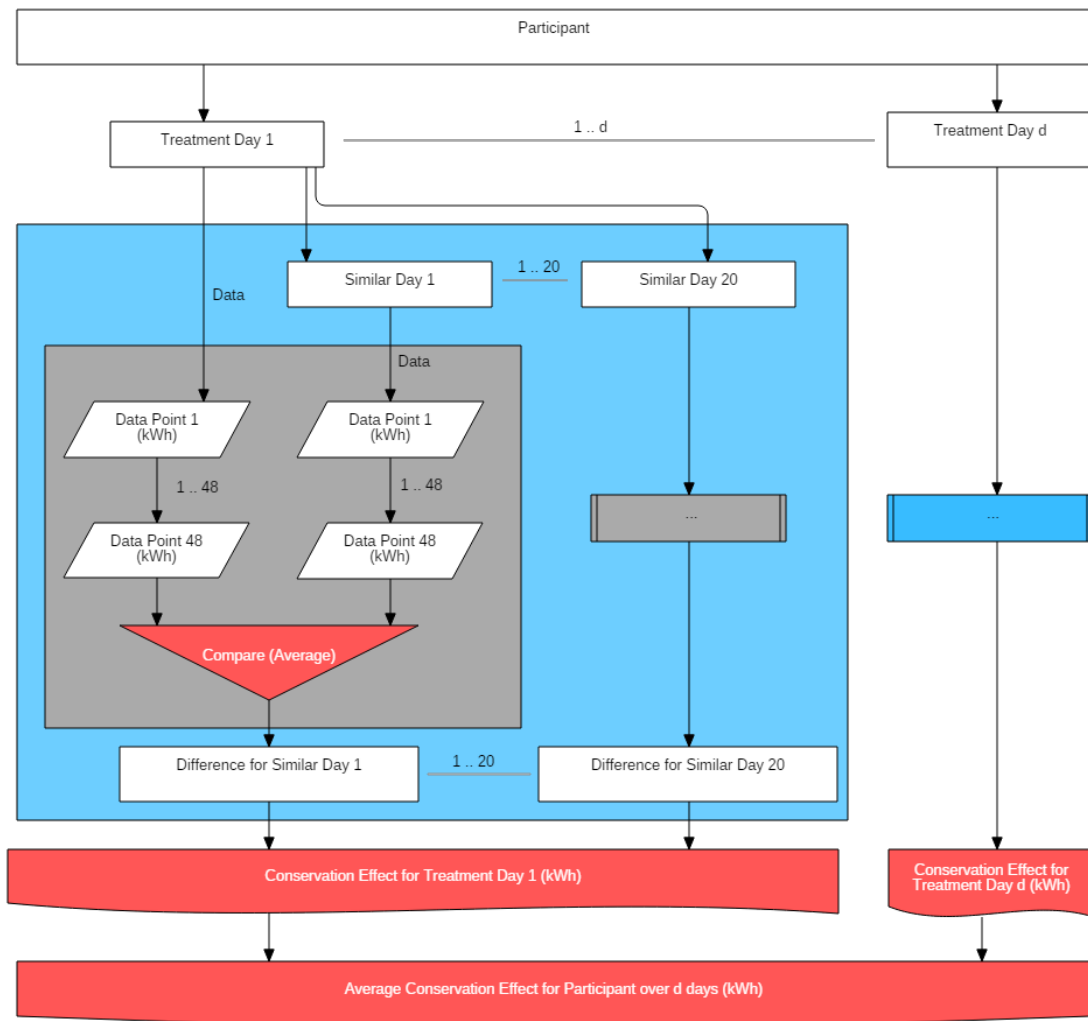 Participant
Treatment Day 1
1 .. d
Treatment Day d
Similar Day 1
1 .. 20
Similar Day 20
Data
Data
Data Point 1
(kWh)
Data Point 1
(kWh)
1 .. 48
1 .. 48
...
...
Data Point 48
(kWh)
Data Point 48
(kWh)
Compare (Average)
Difference for Similar Day 1
1 .. 20
Difference for Similar Day 20
Conservation Effect for Treatment Day 1 (kWh)
Conservation Effect for
Treatment Day d (kWh)
Average Conservation Effect for Participant over d days (kWh)